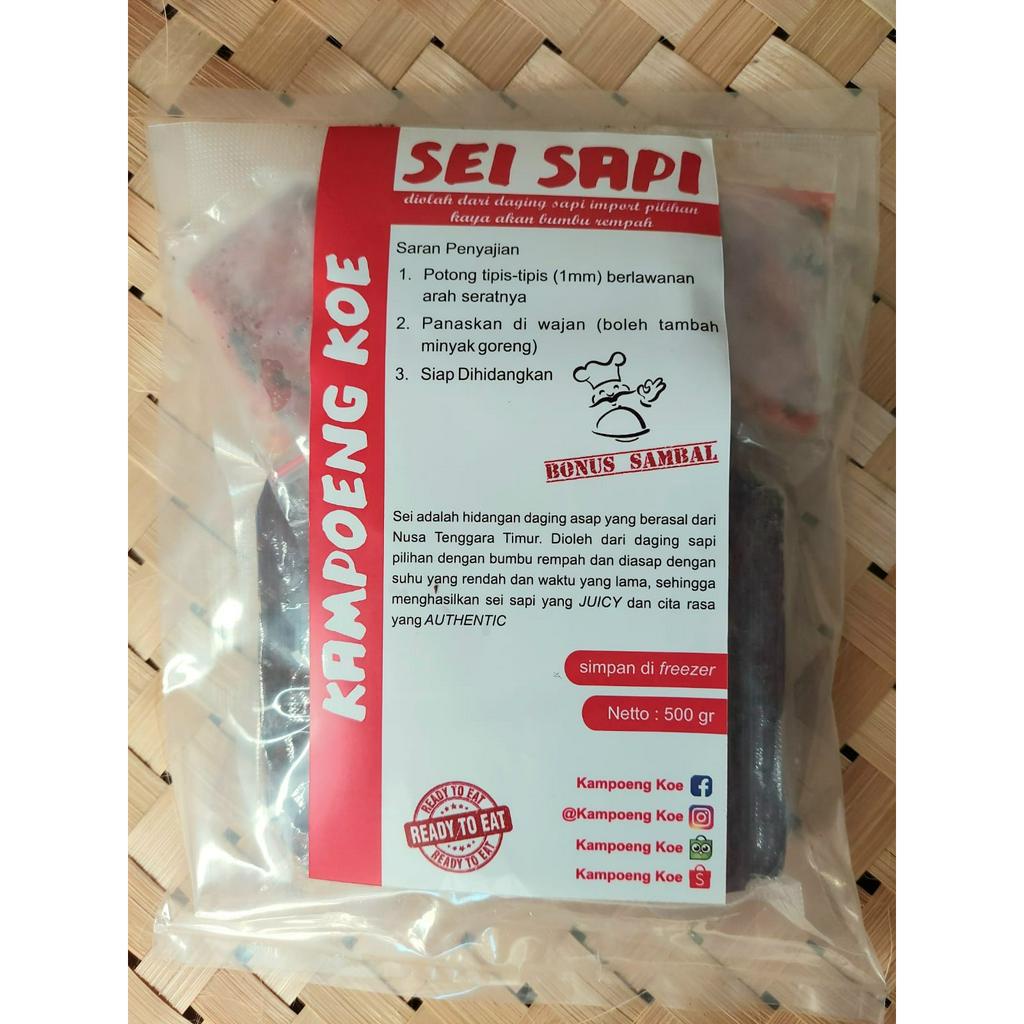 SEI SAPI
diolah dari daging sapi import pilihan
kaya akan bumbu rempah
KAMPOENG KOE
Saran Penyajian
1. Potong tipis-tipis (1mm) berlawanan
arah seratnya
2. Panaskan di wajan (boleh tambah
minyak goreng)
3. Siap Dihidangkan
BONUS SAMBAL
Sei adalah hidangan daging asap yang berasal dari
Nusa Tenggara Timur. Dioleh dari daging sapi
pilihan dengan bumbu rempah dan diasap dengan
suhu yang rendah dan waktu yang lama, sehingga
menghasilkan sei sapi yang JUICY dan cita rasa
yang AUTHENTIC
simpan di freezer
Netto : 500 gr
Kampoeng Koe
@Kampoeng Koe
Kampoeng Koe
Kampoeng Koe
READY TO EAT
READY TO EAT
READY TO EAT